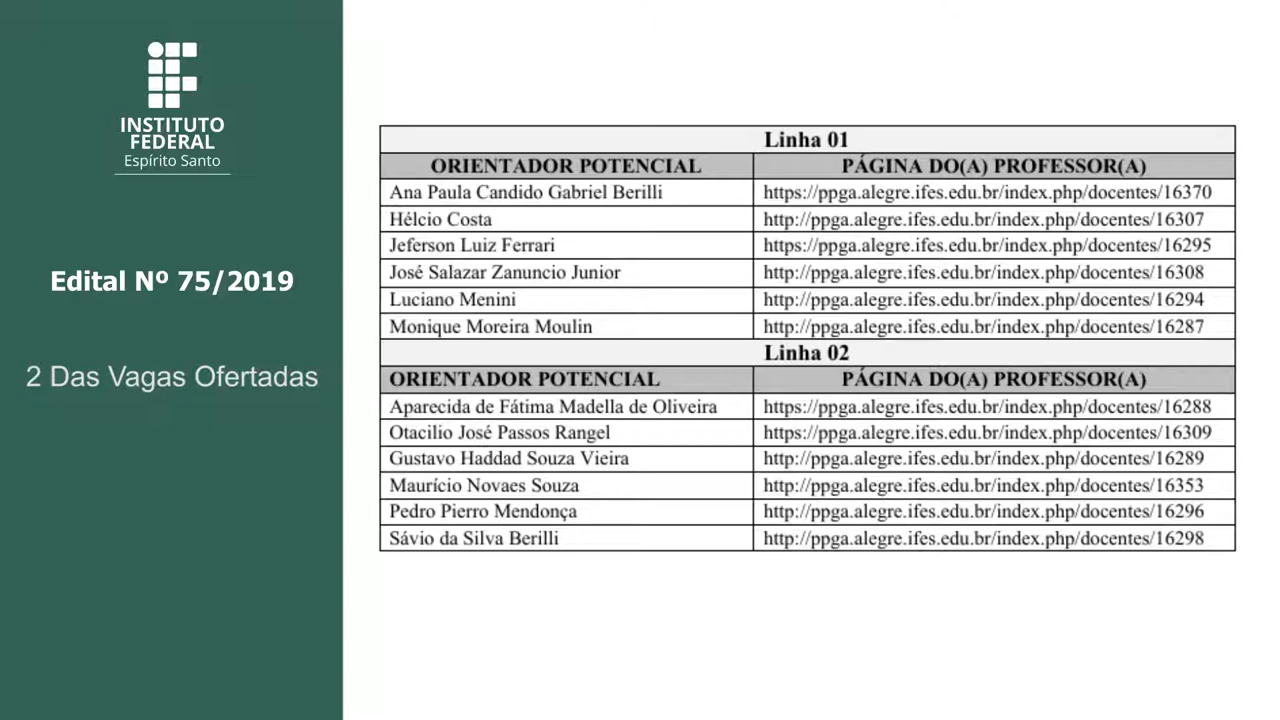 INSTITUTO
FEDERAL
Espírito Santo
Edital Nº 75/2019
2 Das Vagas Ofertadas
Linha 01
ORIENTADOR POTENCIAL PÁGINA DO(A) PROFESSOR(A)
Ana Paula Candido Gabriel Berilli https://ppga.alegre.ifes.edu.br/index.php/docentes/16370
Hélcio Costa http://ppga.alegre.ifes.edu.br/index.php/docentes/16307
Jeferson Luiz Ferrari https://ppga.alegre.ifes.edu.br/index.php/docentes/16295
José Salazar Zanuncio Junior http://ppga.alegre.ifes.edu.br/index.php/docentes/16308
Luciano Menini http://ppga.alegre.ifes.edu.br/index.php/docentes/16294
Monique Moreira Moulin http://ppga.alegre.ifes.edu.br/index.php/docentes/16287
Linha 02
ORIENTADOR POTENCIAL PÁGINA DO(A) PROFESSOR(A)
Aparecida de Fátima Madella de Oliveira https://ppga.alegre.ifes.edu.br/index.php/docentes/16288
Otacilio José Passos Rangel https://ppga.alegre.ifes.edu.br/index.php/docentes/16309
Gustavo Haddad Souza Vieira http://ppga.alegre.ifes.edu.br/index.php/docentes/16289
Maurício Novaes Souza http://ppga.alegre.ifes.edu.br/index.php/docentes/16353
Pedro Pierro Mendonça http://ppga.alegre.ifes.edu.br/index.php/docentes/16296
Sávio da Silva Berilli http://ppga.alegre.ifes.edu.br/index.php/docentes/16298